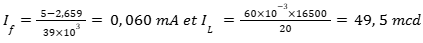 I_f = (5−2,659)/(39×10^3) = 0,060 mA et I_L = (60×10^−3×16500)/20 = 49,5 mcd